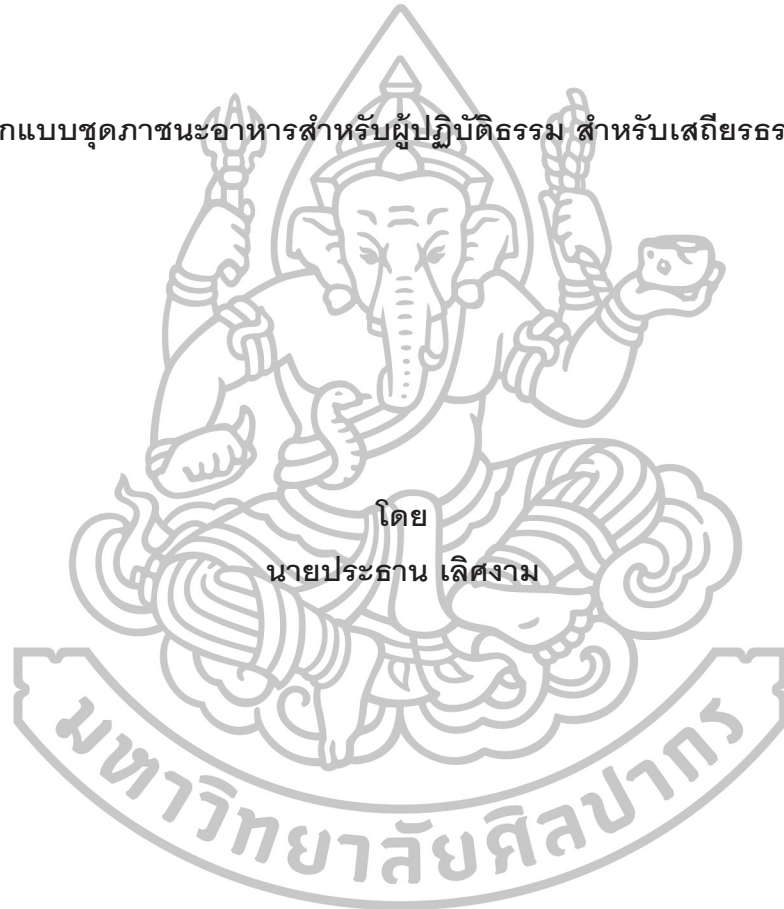 กแบบชุดภาชนะอาหารสำหรับผู้ปฏิบัติธรรม สำหรับเสถียรธร
โดย
นายประธาน เลิศงาม
มหาวิทยาลัยศิลปากร